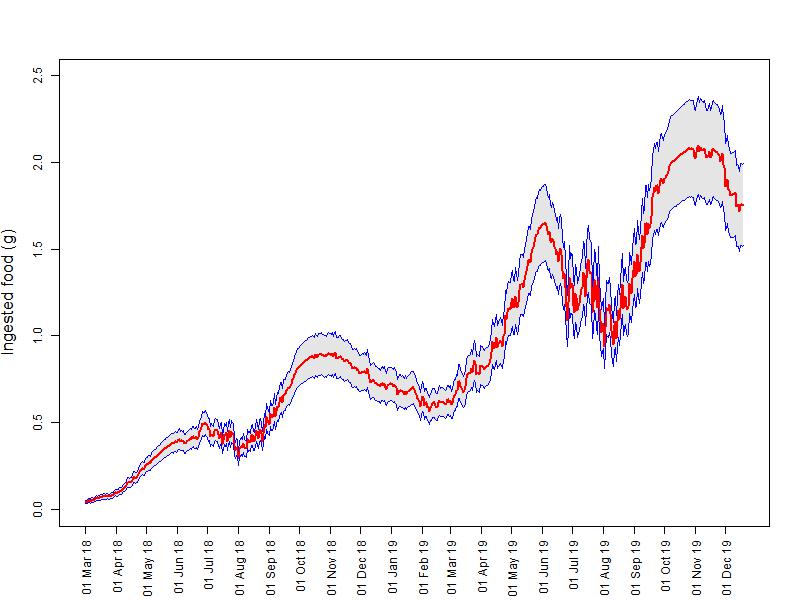 Ingested food (g)
2.5
2.0
1.5
1.0
0.5
0.0
01 Mar 18
01 Apr 18
01 May 18
01 Jun 18
01 Jul 18
01 Aug 18
01 Sep 18
01 Oct 18
01 Nov 18
01 Dec 18
01 Jan 19
01 Feb 19
01 Mar 19
01 Apr 19
01 May 19
01 Jun 19
01 Jul 19
01 Aug 19
01 Sep 19
01 Oct 19
01 Nov 19
01 Dec 19